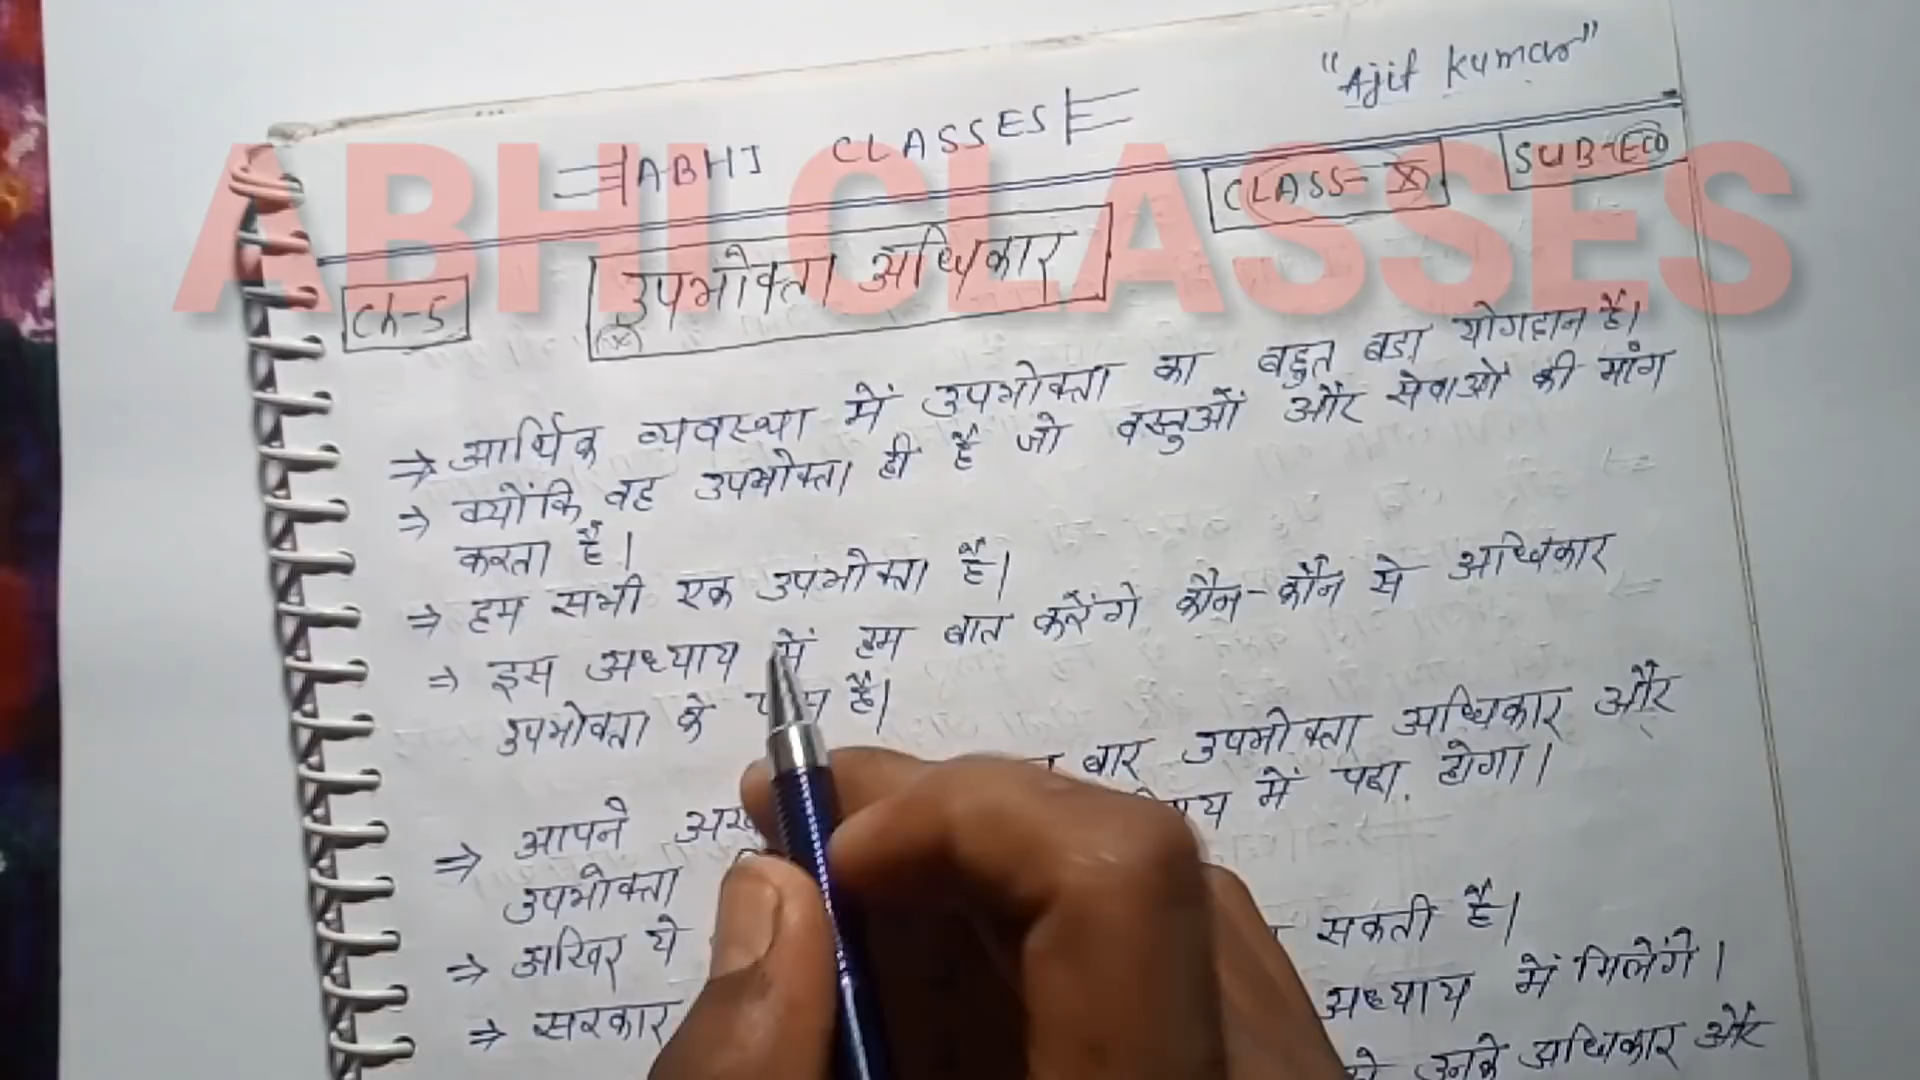 "Ajit Kumar"
ABHI CLASSES
ABHI CLASSES
CLASS-X
SUB-ECO
Ch-5
उपभोक्ता अधिकार
⇒ आर्थिक व्यवस्था में उपभोक्ता का बहुत बड़ा योगदान है।
⇒ क्योंकि वह उपभोक्ता ही है जो वस्तुओं और सेवाओं की मांग
करता है।
⇒ हम सभी एक उपभोक्ता है।
⇒ इस अध्याय में हम बात करेंगे कौन-कौन से अधिकार
उपभोक्ता के है।
⇒ आपने बार उपभोक्ता अधिकार और
उपभोक्ता में पढ़ा होगा।
⇒ अखिर ये सकती है।
⇒ सरकार अध्याय में मिलेंगे।
उनके अधिकार और